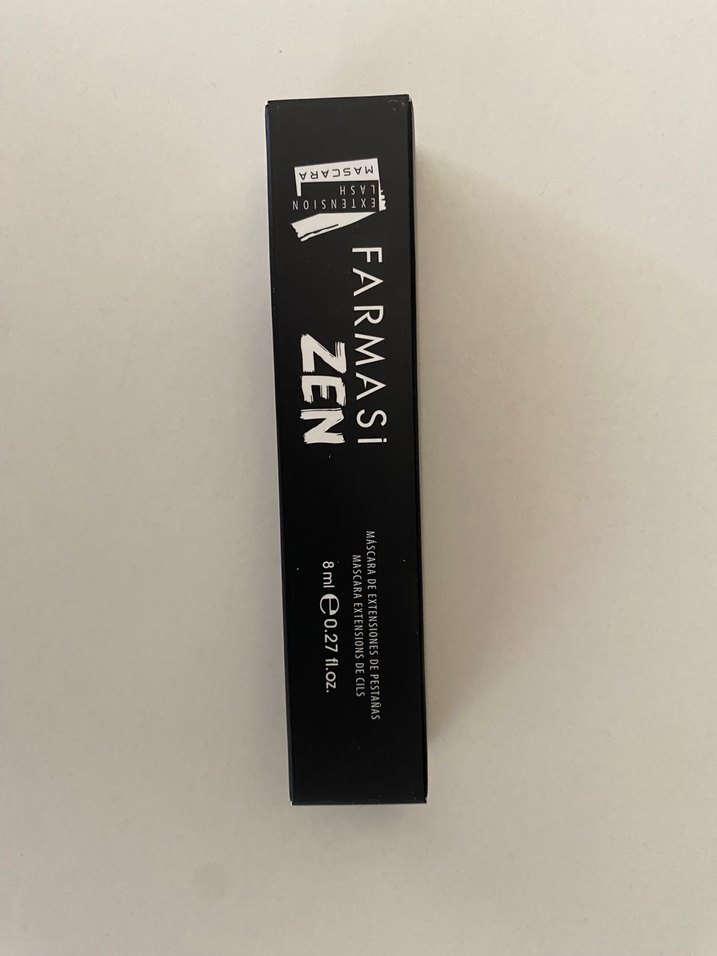 EXTENSION
LASH
MASCARA
FARMASİ
ZEN
MÁSCARA DE EXTENSIONES DE PESTAÑAS
MASCARA EXTENSIONS DE CILS
8 ml ℮ 0.27 fl.oz.